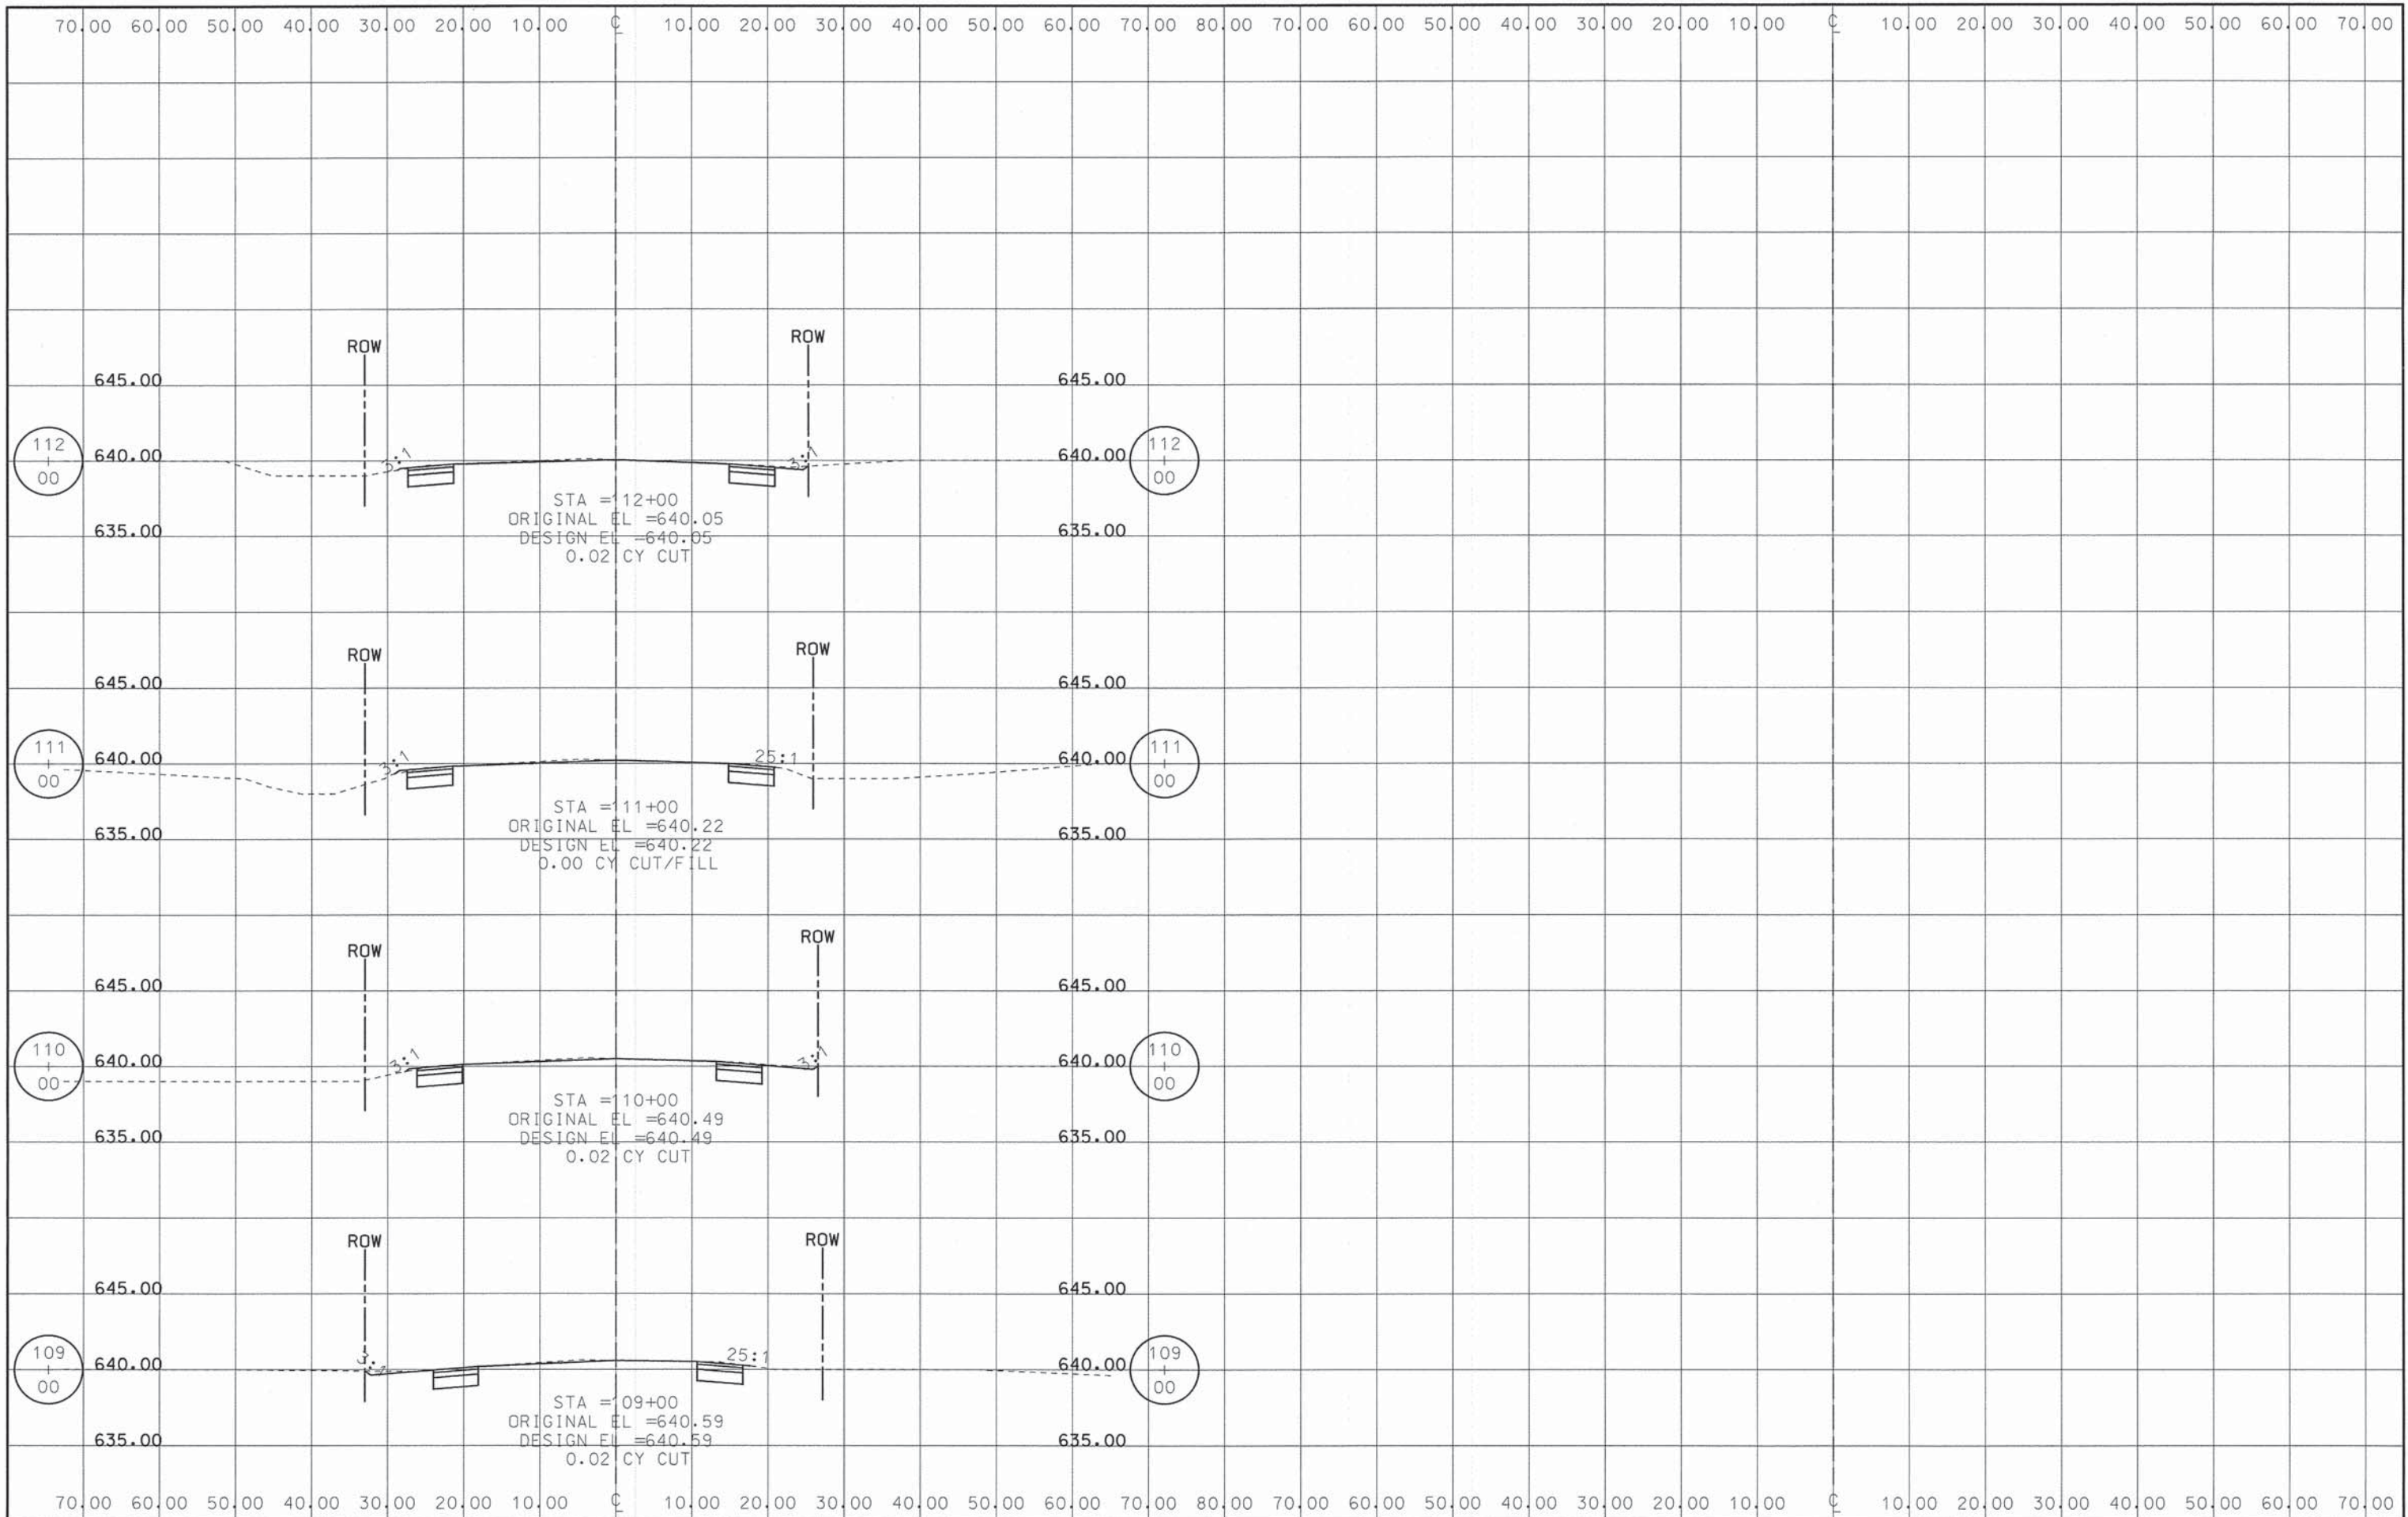 70.00 60.00 50.00 40.00 30.00 20.00 10.00 ℄ 10.00 20.00 30.00 40.00 50.00 60.00 70.00 80.00 70.00 60.00 50.00 40.00 30.00 20.00 10.00 ℄ 10.00 20.00 30.00 40.00 50.00 60.00 70.00
ROW ROW
645.00 645.00
112 00 640.00 3:1 3:1 640.00 112 00
STA =112+00
ORIGINAL EL =640.05
635.00 DESIGN EL =640.05 635.00
0.02 CY CUT
ROW ROW
645.00 645.00
111 00 640.00 3:1 25:1 640.00 111 00
STA =111+00
ORIGINAL EL =640.22
635.00 DESIGN EL =640.22 635.00
0.00 CY CUT/FILL
ROW ROW
645.00 645.00
110 00 640.00 3:1 3:1 640.00 110 00
STA =110+00
ORIGINAL EL =640.49
635.00 DESIGN EL =640.49 635.00
0.02 CY CUT
ROW ROW
645.00 645.00
109 00 640.00 3:1 25:1 640.00 109 00
STA =109+00
ORIGINAL EL =640.59
635.00 DESIGN EL =640.59 635.00
0.02 CY CUT
70.00 60.00 50.00 40.00 30.00 20.00 10.00 ℄ 10.00 20.00 30.00 40.00 50.00 60.00 70.00 80.00 70.00 60.00 50.00 40.00 30.00 20.00 10.00 ℄ 10.00 20.00 30.00 40.00 50.00 60.00 70.00